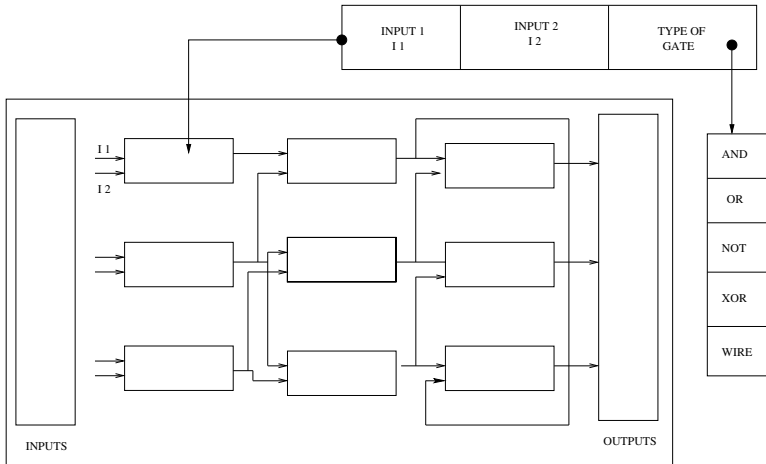 INPUT 1
I 1
INPUT 2
I 2
TYPE OF
GATE
I 1
I 2
AND
OR
NOT
XOR
WIRE
INPUTS
OUTPUTS